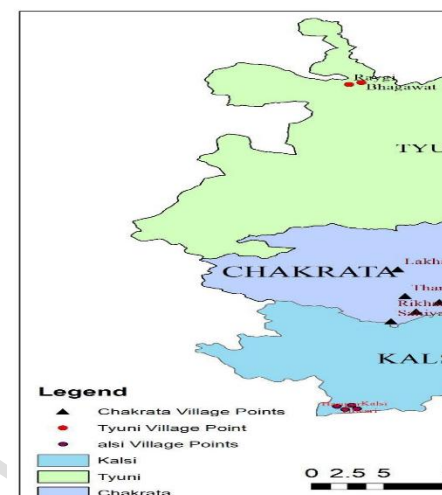 Raygi
Bhagawat
TYU
Lakh
CHAKRATA
Than
Rikh
KALS
Legend
Chakrata Village Points
Tyuni Village Point
alsi Village Points
Kalsi
Tyuni
Chakrata
0 2.5 5